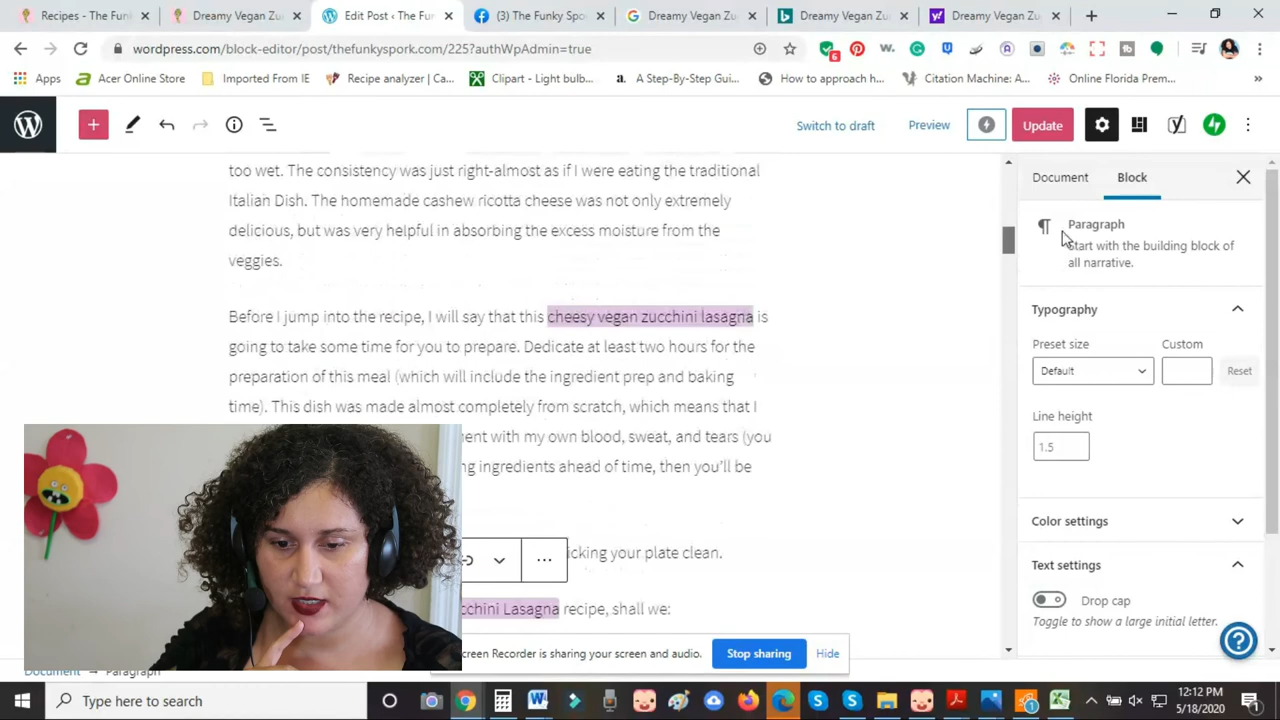 Recipes - The Funk
Dreamy Vegan Zu
Edit Post ‹ The Fu
(3) The Funky Spo
Dreamy Vegan Zu
Dreamy Vegan Zu
Dreamy Vegan Zu
wordpress.com/block-editor/post/thefunkyspark.com/225?authWpAdmin=true
6
Apps
Acer Online Store
Imported From IE
Recipe analyzer | Ca...
Clipart - Light bulb...
A Step-By-Step Gui...
How to approach h...
Citation Machine: A...
Online Florida Prem...
Switch to draft
Preview
Update
too wet. The consistency was just right-almost as if I were eating the traditional
Italian Dish. The homemade cashew ricotta cheese was not only extremely
delicious, but was very helpful in absorbing the excess moisture from the
veggies.
Before I jump into the recipe, I will say that this cheesy vegan zucchini lasagna is
going to take some time for you to prepare. Dedicate at least two hours for the
preparation of this meal (which will include the ingredient prep and baking
time). This dish was made almost completely from scratch, which means that I
ent with my own blood, sweat, and tears (you
ng ingredients ahead of time, then you'll be
icking your plate clean.
cchini Lasagna recipe, shall we:
Document
Block
Paragraph
Start with the building block of
all narrative.
Typography
Preset size
Custom
Default
Reset
Line height
1.5
Color settings
Text settings
Drop cap
Toggle to show a large initial letter.
creen Recorder is sharing your screen and audio.
Stop sharing
Hide
Document → Paragraph
Type here to search
12:12 PM
5/18/2020